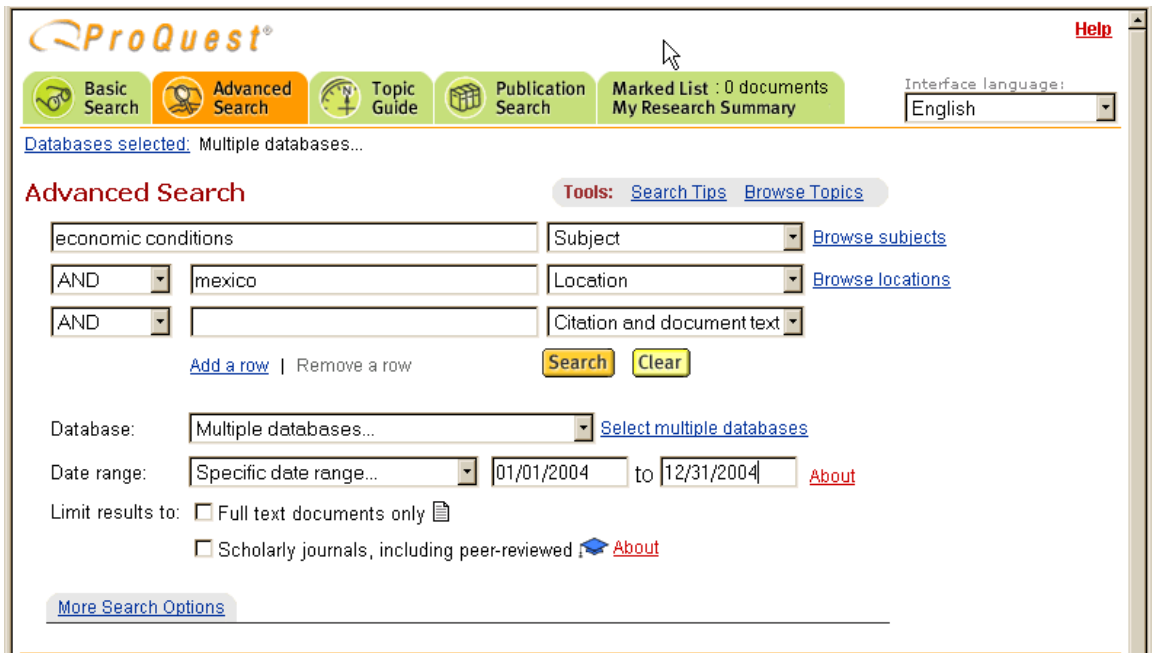 ProQuest®
Help
Basic Search
Advanced Search
Topic Guide
Publication Search
Marked List : 0 documents
My Research Summary
Interface language:
English
Databases selected: Multiple databases...
Advanced Search
Tools: Search Tips Browse Topics
economic conditions Subject Browse subjects
AND mexico Location Browse locations
AND Citation and document text
Add a row | Remove a row Search Clear
Database: Multiple databases... Select multiple databases
Date range: Specific date range... 01/01/2004 to 12/31/2004 About
Limit results to: Full text documents only
Scholarly journals, including peer-reviewed About
More Search Options